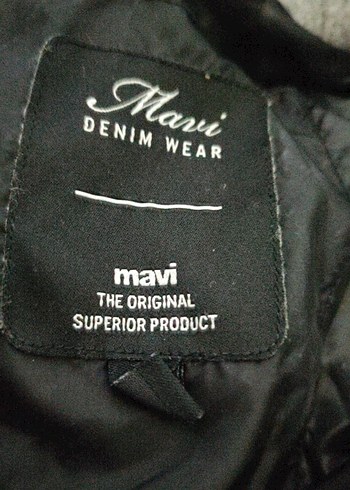 Mavi
DENIM WEAR
mavi
THE ORIGINAL
SUPERIOR PRODUCT